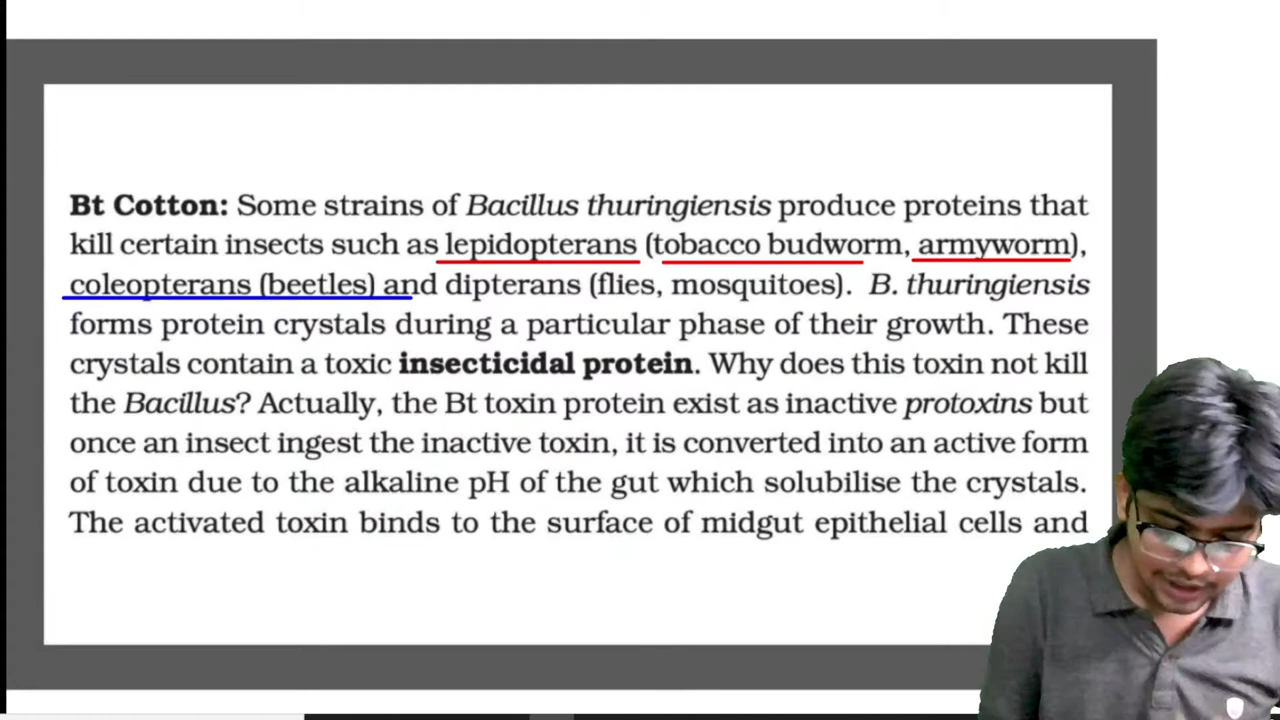 Bt Cotton: Some strains of Bacillus thuringiensis produce proteins that
kill certain insects such as lepidopterans (tobacco budworm, armyworm),
coleopterans (beetles) and dipterans (flies, mosquitoes). B. thuringiensis
forms protein crystals during a particular phase of their growth. These
crystals contain a toxic insecticidal protein. Why does this toxin not kill
the Bacillus? Actually, the Bt toxin protein exist as inactive protoxins but
once an insect ingest the inactive toxin, it is converted into an active form
of toxin due to the alkaline pH of the gut which solubilise the crystals.
The activated toxin binds to the surface of midgut epithelial cells and